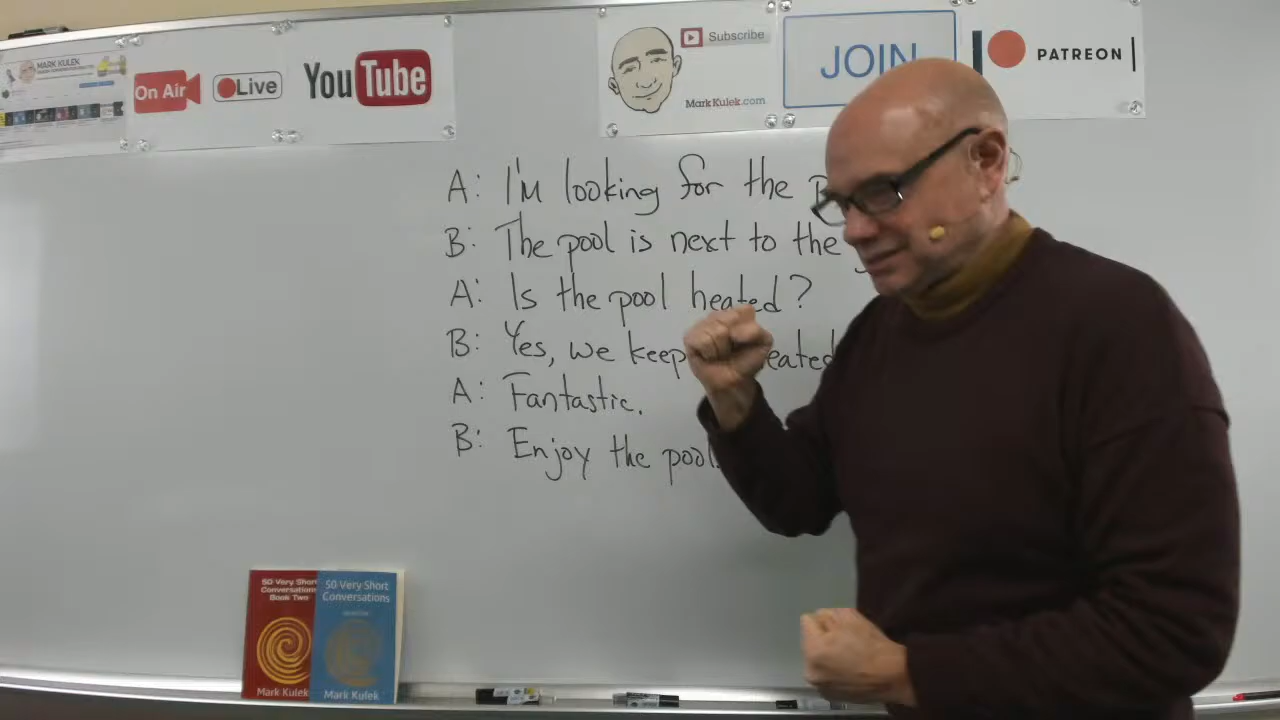 MARK KULEK
On Air
Live
YouTube
Subscribe
MarkKulek.com
JOIN
PATREON
A: I'm looking for the
B: The pool is next to the
A: Is the pool heated?
B: Yes, we keep heated
A: Fantastic.
B: Enjoy the pool.
50 Very Short
Conversations
Book Two
Mark Kulek
50 Very Short
Conversations
Mark Kulek